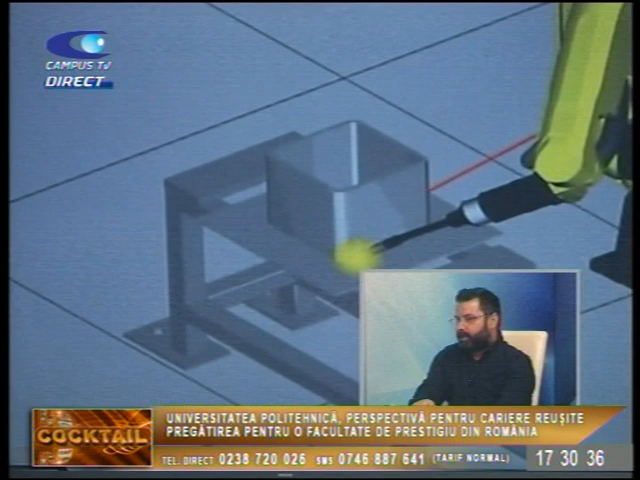 CAMPUS TV
DIRECT
COCKTAIL
UNIVERSITATEA POLITEHNICĂ, PERSPECTIVĂ PENTRU CARIERE REUȘITE
PREGĂTIREA PENTRU O FACULTATE DE PRESTIGIU DIN ROMÂNIA
TEL. DIRECT 0238 720 026 SMS 0746 887 641 (TARIF NORMAL)
17 30 36